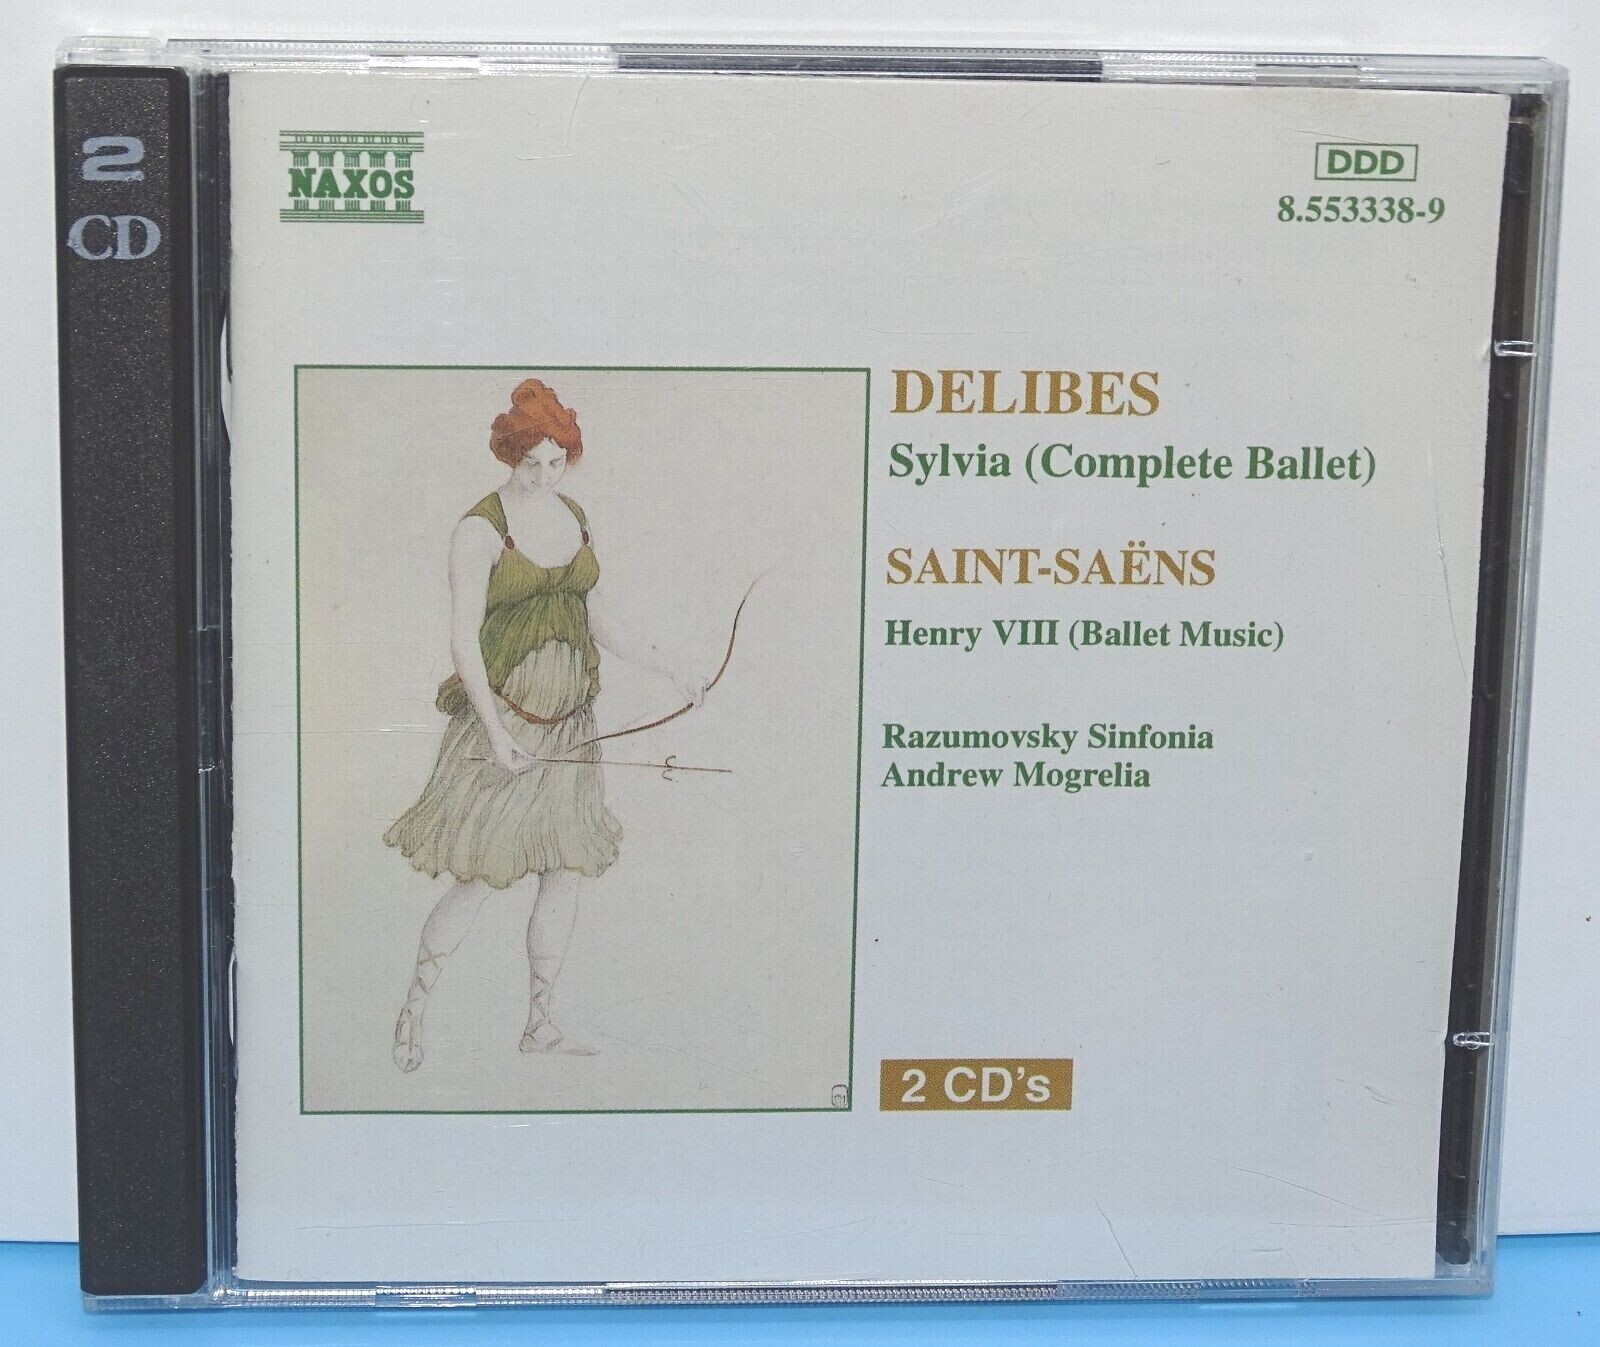 2
CD
NAXOS
DDD
8.553338-9
DELIBES
Sylvia (Complete Ballet)
SAINT-SAËNS
Henry VIII (Ballet Music)
Razumovsky Sinfonia
Andrew Mogrelia
2 CD's